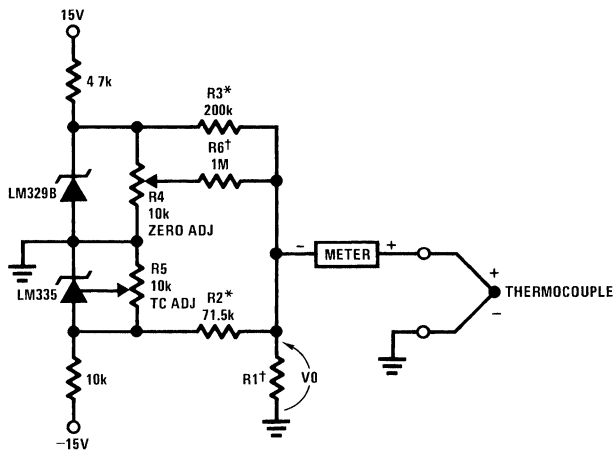 15V
4 7k
R3*
200k
R6†
1M
LM329B
R4
10k
ZERO ADJ
− METER +
R5
10k
TC ADJ
LM335
R2*
71.5k
+
THERMOCOUPLE
−
10k
R1†
V0
−15V